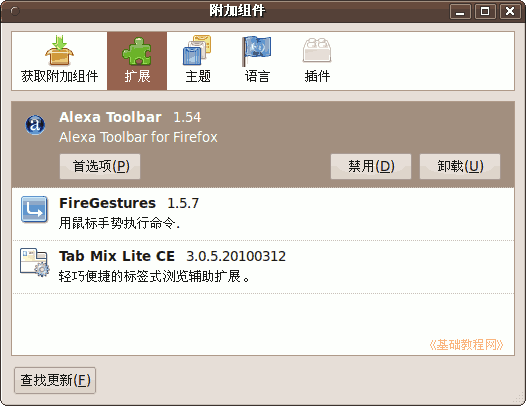 附加组件
获取附加组件 扩展 主题 语言 插件
Alexa Toolbar 1.54
Alexa Toolbar for Firefox
首选项(P) 禁用(D) 卸载(U)
FireGestures 1.5.7
用鼠标手势执行命令.
Tab Mix Lite CE 3.0.5.20100312
轻巧便捷的标签式浏览辅助扩展。
《基础教程网》
查找更新(F)